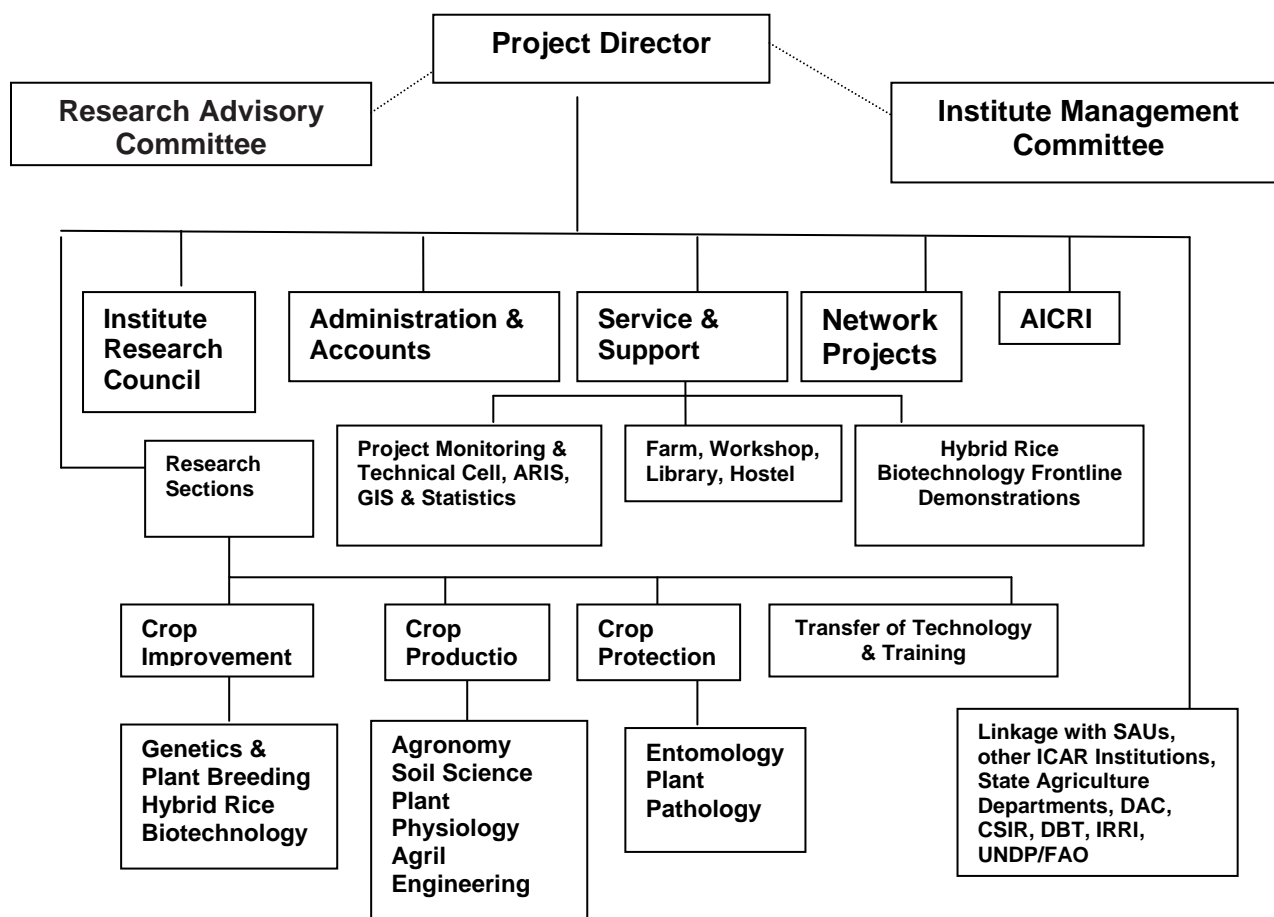 Project Director
Research Advisory
Committee
Institute Management
Committee
Institute
Research
Council
Administration &
Accounts
Service &
Support
Network
Projects
AICRI
Research
Sections
Project Monitoring &
Technical Cell, ARIS,
GIS & Statistics
Farm, Workshop,
Library, Hostel
Hybrid Rice
Biotechnology Frontline
Demonstrations
Crop
Improvement
Crop
Productio
Crop
Protection
Transfer of Technology
& Training
Genetics &
Plant Breeding
Hybrid Rice
Biotechnology
Agronomy
Soil Science
Plant
Physiology
Agril
Engineering
Entomology
Plant
Pathology
Linkage with SAUs,
other ICAR Institutions,
State Agriculture
Departments, DAC,
CSIR, DBT, IRRI,
UNDP/FAO